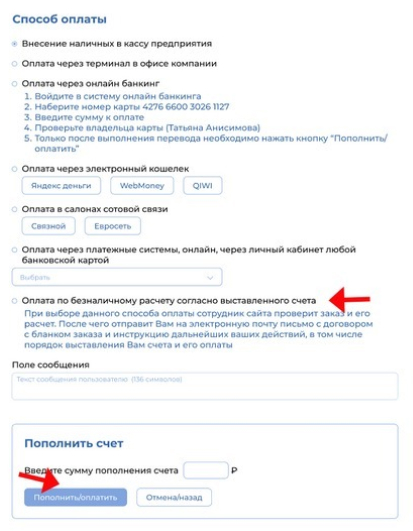 Способ оплаты
Внесение наличных в кассу предприятия
Оплата через терминал в офисе компании
Оплата через онлайн банкинг
1. Войдите в систему онлайн банкинга
2. Наберите номер карты 4276 6600 3026 1127
3. Введите сумму к оплате
4. Проверьте владельца карты (Татьяна Анисимова)
5. Только после выполнения перевода необходимо нажать кнопку "Пополнить/
оплатить"
Оплата через электронный кошелек
Яндекс деньги WebMoney QIWI
Оплата в салонах сотовой связи
Связной Евросеть
Оплата через платежные системы, онлайн, через личный кабинет любой
банковской картой
Выбрать
Оплата по безналичному расчету согласно выставленного счета
При выборе данного способа оплаты сотрудник сайта проверит заказ и его
расчет. После чего отправит Вам на электронную почту письмо с договором
с бланком заказа и инструкцию дальнейших ваших действий, в том числе
порядок выставления Вам счета и его оплаты
Поле сообщения
Текст сообщения пользователю (136 символов)
Пополнить счет
Введите сумму пополнения счета ₽
Пополнить/оплатить Отмена/назад